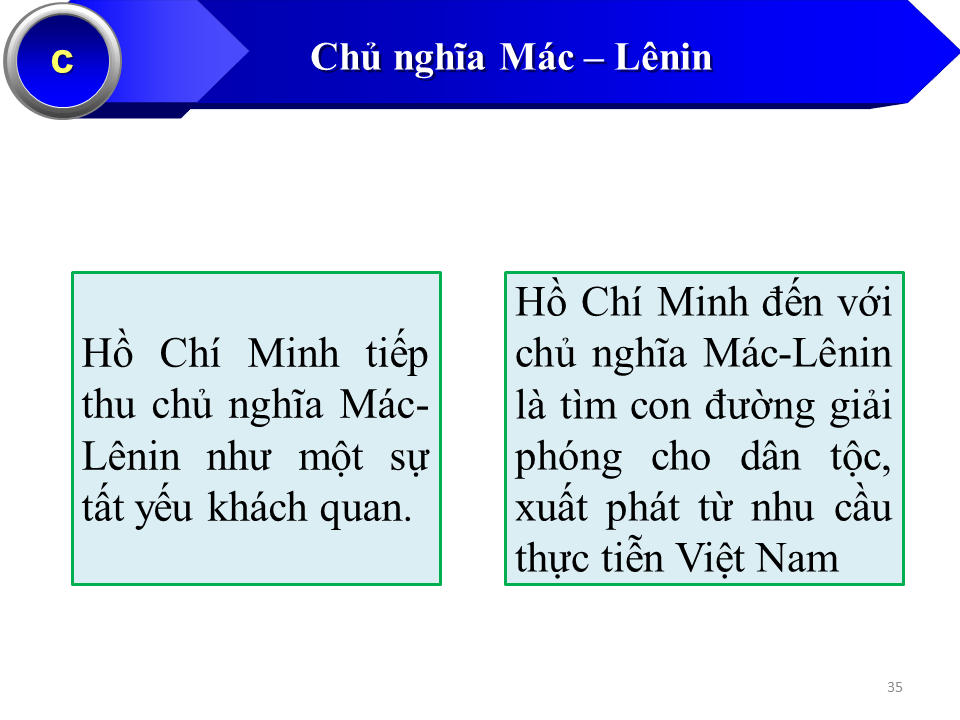 C
Chủ nghĩa Mác – Lênin
Hồ Chí Minh tiếp
thu chủ nghĩa Mác-
Lênin như một sự
tất yếu khách quan.
Hồ Chí Minh đến với
chủ nghĩa Mác-Lênin
là tìm con đường giải
phóng cho dân tộc,
xuất phát từ nhu cầu
thực tiễn Việt Nam
35